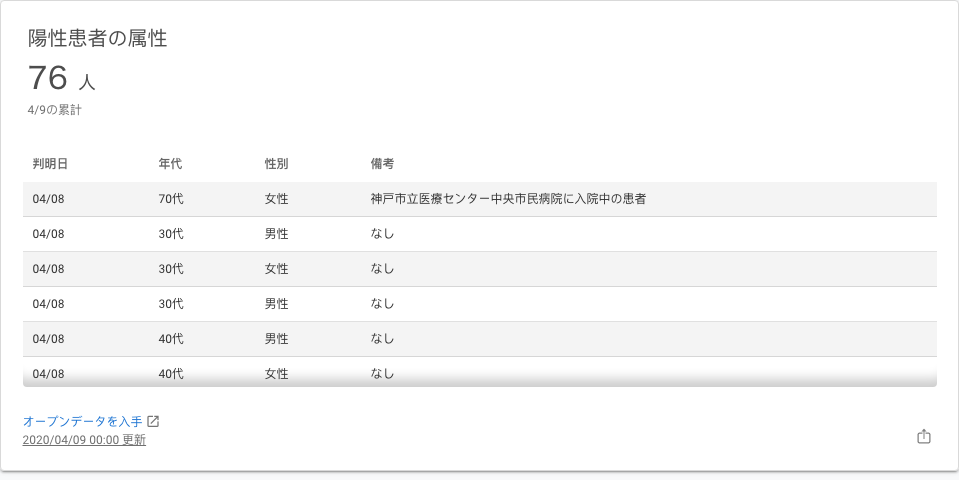 陽性患者の属性
76 人
4/9の累計
判明日 年代 性別 備考
04/08 70代 女性 神戸市立医療センター中央市民病院に入院中の患者
04/08 30代 男性 なし
04/08 30代 女性 なし
04/08 30代 男性 なし
04/08 40代 男性 なし
04/08 40代 女性 なし
オープンデータを入手
2020/04/09 00:00 更新